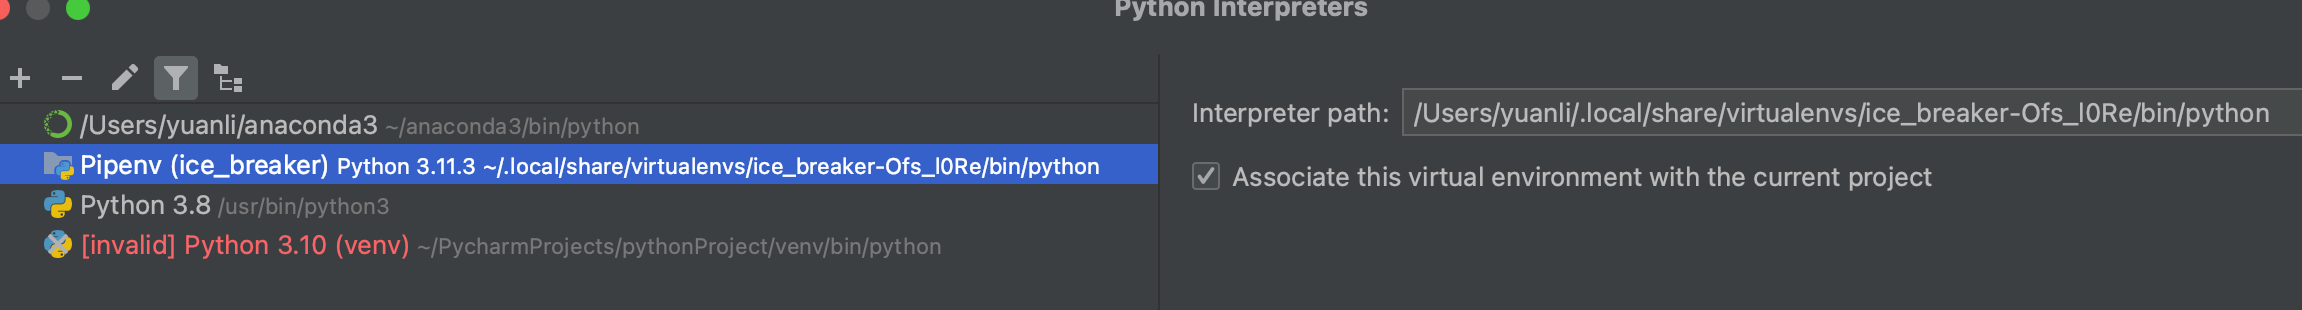 Python Interpreters
/Users/yuanli/anaconda3 ~/anaconda3/bin/python
Pipenv (ice_breaker) Python 3.11.3 ~/.local/share/virtualenvs/ice_breaker-Ofs_l0Re/bin/python
Python 3.8 /usr/bin/python3
[invalid] Python 3.10 (venv) ~/PycharmProjects/pythonProject/venv/bin/python
Interpreter path: /Users/yuanli/.local/share/virtualenvs/ice_breaker-Ofs_l0Re/bin/python
Associate this virtual environment with the current project